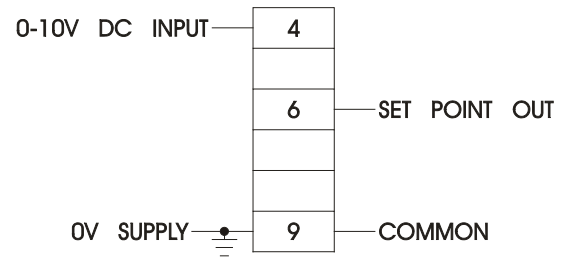 0-10V DC INPUT 4
6 SET POINT OUT
0V SUPPLY 9 COMMON